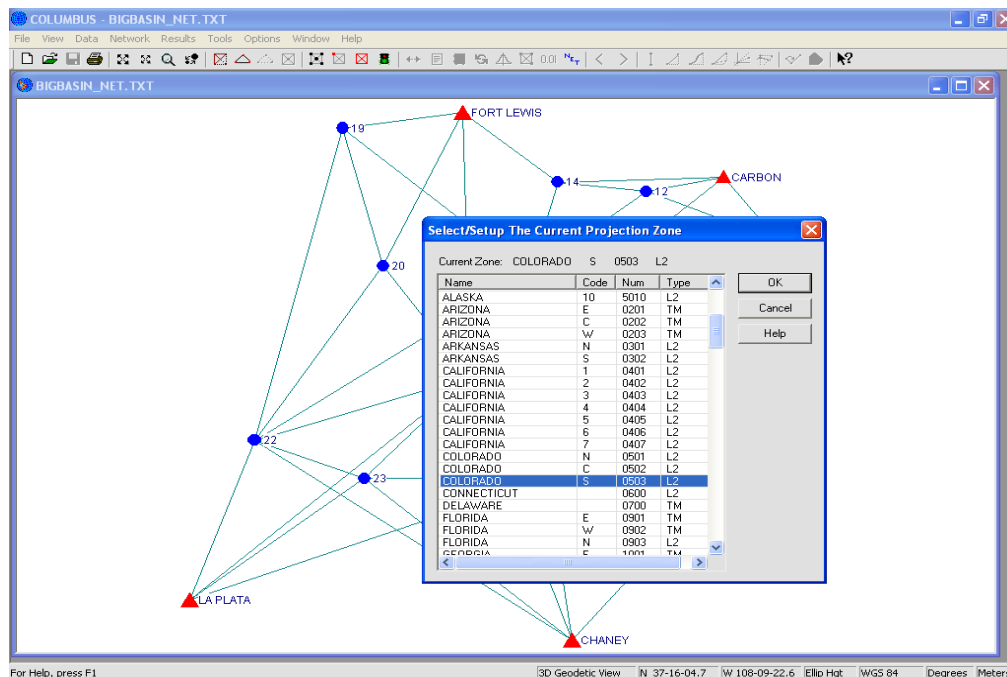 COLUMBUS - BIGBASIN_NET.TXT
File View Data Network Results Tools Options Window Help
0.01
BIGBASIN_NET.TXT
FORT LEWIS
19
14
CARBON
12
20
22
23
LA PLATA
CHANEY
Select/Setup The Current Projection Zone
Current Zone: COLORADO S 0503 L2
Name Code Num Type
ALASKA 10 5010 L2
ARIZONA E 0201 TM
ARIZONA C 0202 TM
ARIZONA W 0203 TM
ARKANSAS N 0301 L2
ARKANSAS S 0302 L2
CALIFORNIA 1 0401 L2
CALIFORNIA 2 0402 L2
CALIFORNIA 3 0403 L2
CALIFORNIA 4 0404 L2
CALIFORNIA 5 0405 L2
CALIFORNIA 6 0406 L2
CALIFORNIA 7 0407 L2
COLORADO N 0501 L2
COLORADO C 0502 L2
COLORADO S 0503 L2
CONNECTICUT 0600 L2
DELAWARE 0700 TM
FLORIDA E 0901 TM
FLORIDA W 0902 TM
FLORIDA N 0903 L2
GEORGIA E 1001 TM
OK
Cancel
Help
For Help, press F1
3D Geodetic View N 37-16-04.7 W 108-09-22.6 Ellip Hgt WGS 84 Degrees Meters